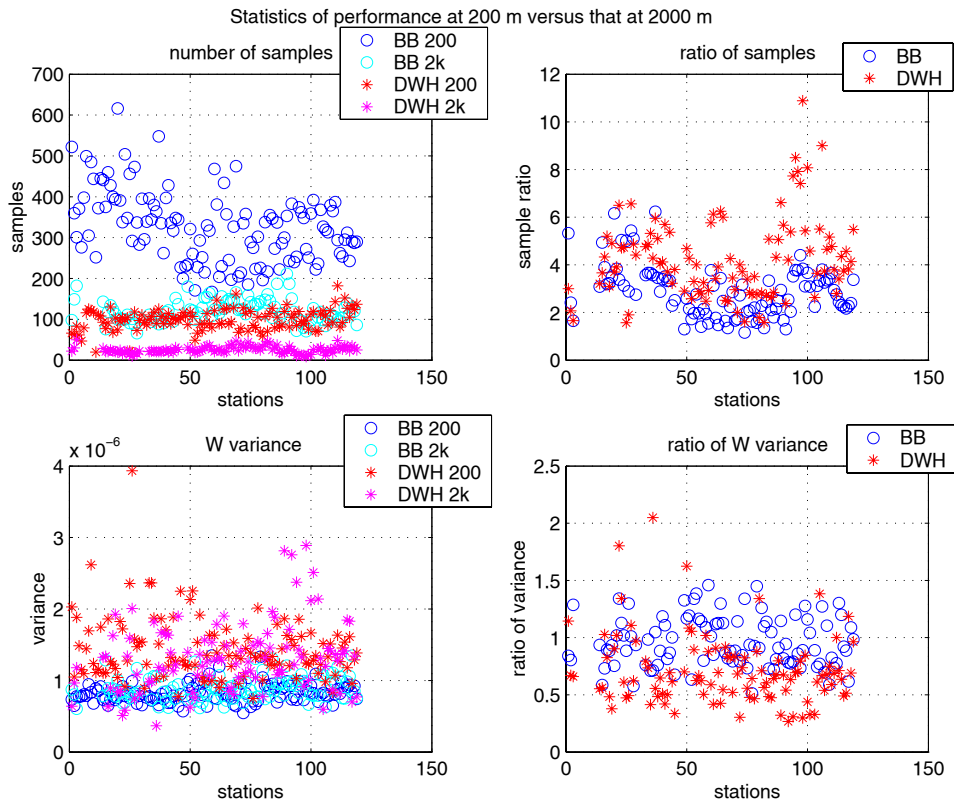 Statistics of performance at 200 m versus that at 2000 m
number of samples
BB 200
BB 2k
DWH 200
DWH 2k
700
600
500
400
300
200
100
0
samples
0 50 100 150
stations
ratio of samples
BB
DWH
12
10
8
6
4
2
0
sample ratio
0 50 100 150
stations
x 10^-6
W variance
BB 200
BB 2k
DWH 200
DWH 2k
4
3
2
1
0
variance
0 50 100 150
stations
ratio of W variance
BB
DWH
2.5
2
1.5
1
0.5
0
ratio of variance
0 50 100 150
stations